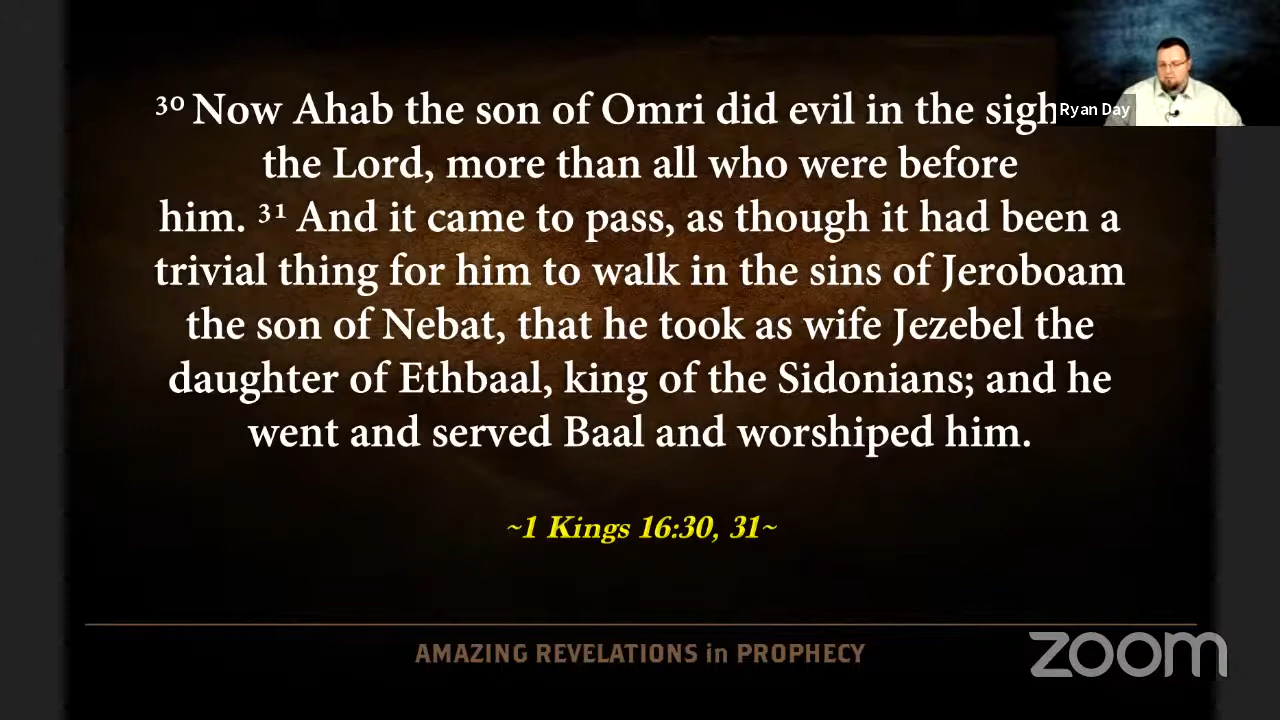 ³⁰ Now Ahab the son of Omri did evil in the sigh
the Lord, more than all who were before
him. ³¹ And it came to pass, as though it had been a
trivial thing for him to walk in the sins of Jeroboam
the son of Nebat, that he took as wife Jezebel the
daughter of Ethbaal, king of the Sidonians; and he
went and served Baal and worshiped him.
~1 Kings 16:30, 31~
AMAZING REVELATIONS in PROPHECY
Ryan Day
zoom